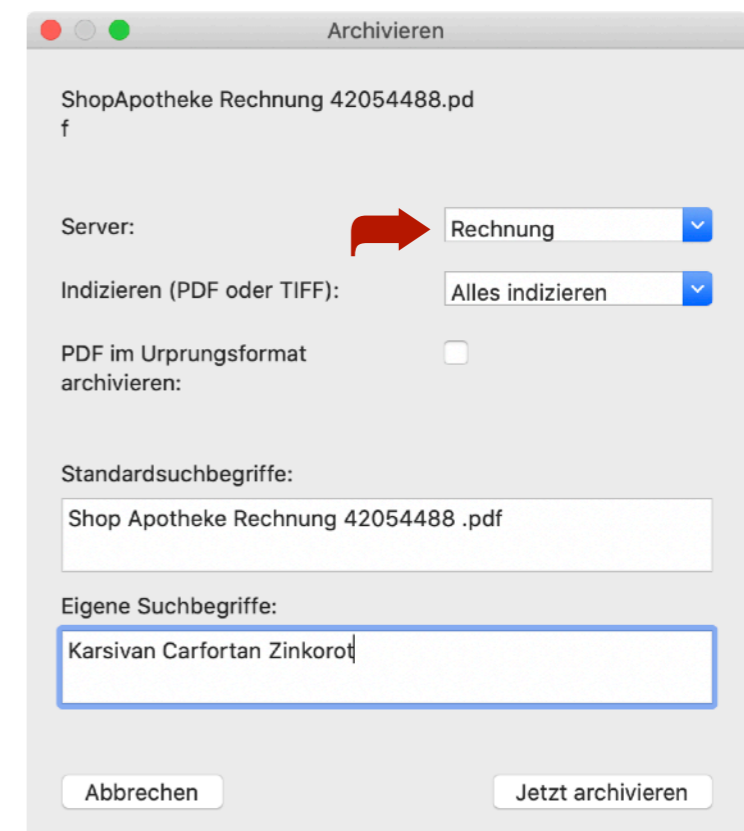 Archivieren
ShopApotheke Rechnung 42054488.pd
f
Server:
Rechnung
Indizieren (PDF oder TIFF):
Alles indizieren
PDF im Urprungsformat
archivieren:
Standardsuchbegriffe:
Shop Apotheke Rechnung 42054488 .pdf
Eigene Suchbegriffe:
Karsivan Carfortan Zinkorot
Abbrechen
Jetzt archivieren